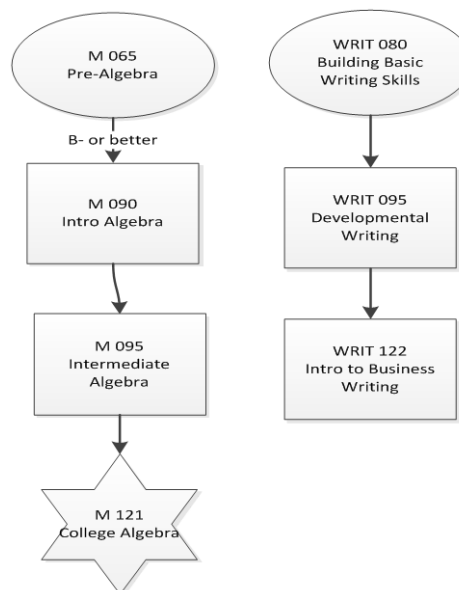 M 065
Pre-Algebra
B- or better
M 090
Intro Algebra
M 095
Intermediate
Algebra
M 121
College Algebra
WRIT 080
Building Basic
Writing Skills
WRIT 095
Developmental
Writing
WRIT 122
Intro to Business
Writing